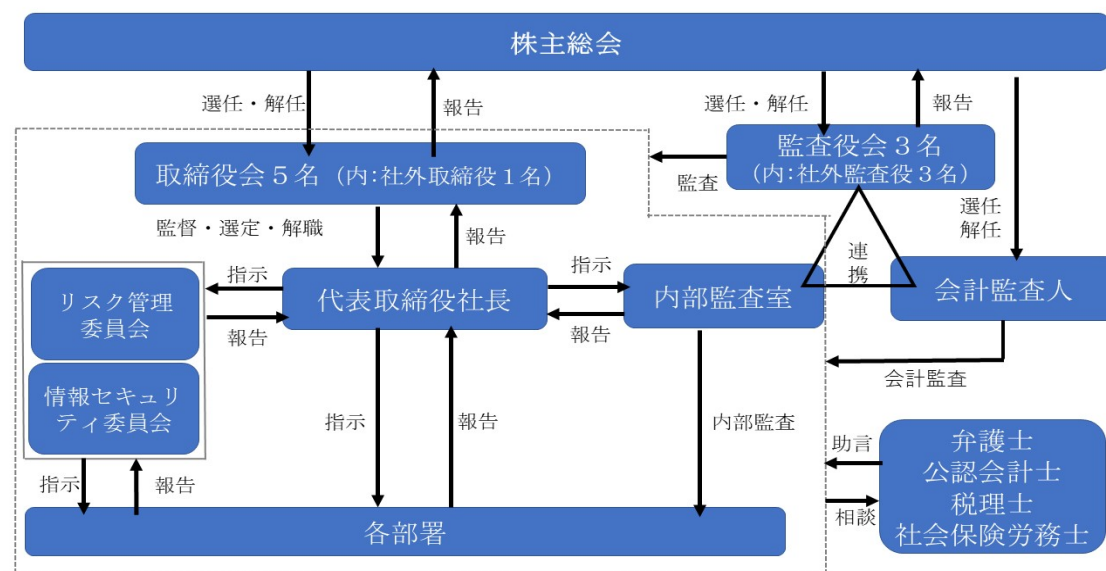 株主総会
選任・解任
報告
選任・解任
報告
取締役会５名（内：社外取締役１名）
監査役会３名
（内：社外監査役３名）
監査
選任
解任
監督・選定・解職
報告
連
携
リスク管理
委員会
指示
代表取締役社長
指示
内部監査室
会計監査人
報告
報告
会計監査
情報セキュリ
ティ委員会
指示
報告
内部監査
弁護士
公認会計士
税理士
社会保険労務士
助言
相談
指示
報告
各部署